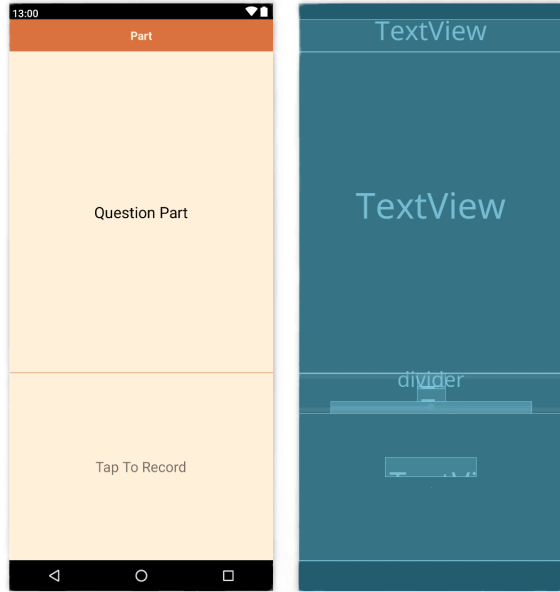 13:00
Part
TextView
Question Part
TextView
divider
Tap To Record